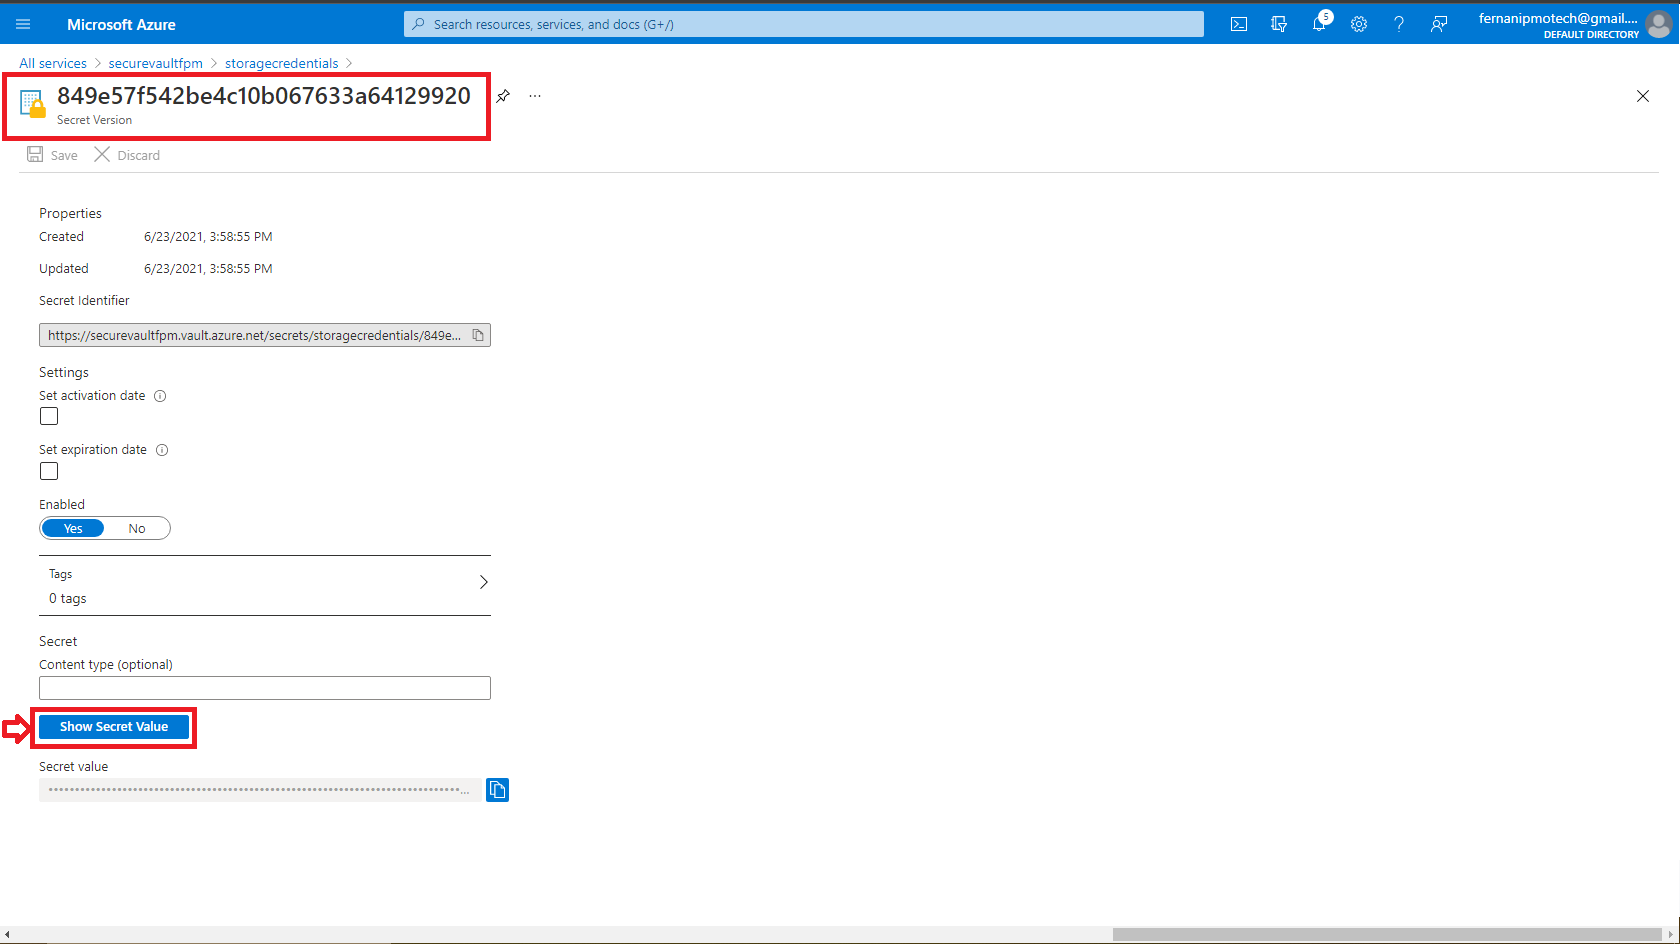 Microsoft Azure
Search resources, services, and docs (G+/)
5
fernanipmotech@gmail....
DEFAULT DIRECTORY
All services > securevaultfpm > storagecredentials >
849e57f542be4c10b067633a64129920
...
Secret Version
Save
Discard
Properties
Created 6/23/2021, 3:58:55 PM
Updated 6/23/2021, 3:58:55 PM
Secret Identifier
https://securevaultfpm.vault.azure.net/secrets/storagecredentials/849e...
Settings
Set activation date
Set expiration date
Enabled
Yes No
Tags
0 tags
Secret
Content type (optional)
Show Secret Value
Secret value